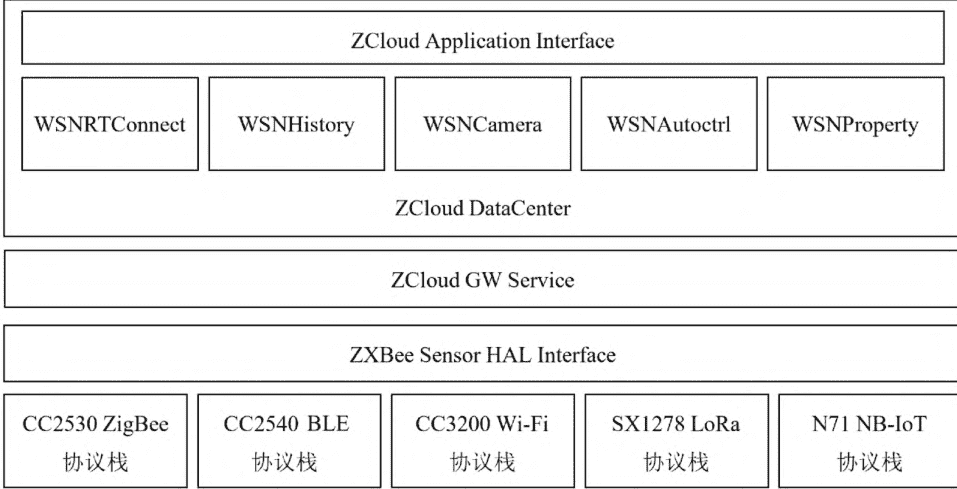 ZCloud Application Interface
WSNRTConnect
WSNHistory
WSNCamera
WSNAutoctrl
WSNProperty
ZCloud DataCenter
ZCloud GW Service
ZXBee Sensor HAL Interface
CC2530 ZigBee
协议栈
CC2540 BLE
协议栈
CC3200 Wi-Fi
协议栈
SX1278 LoRa
协议栈
N71 NB-IoT
协议栈